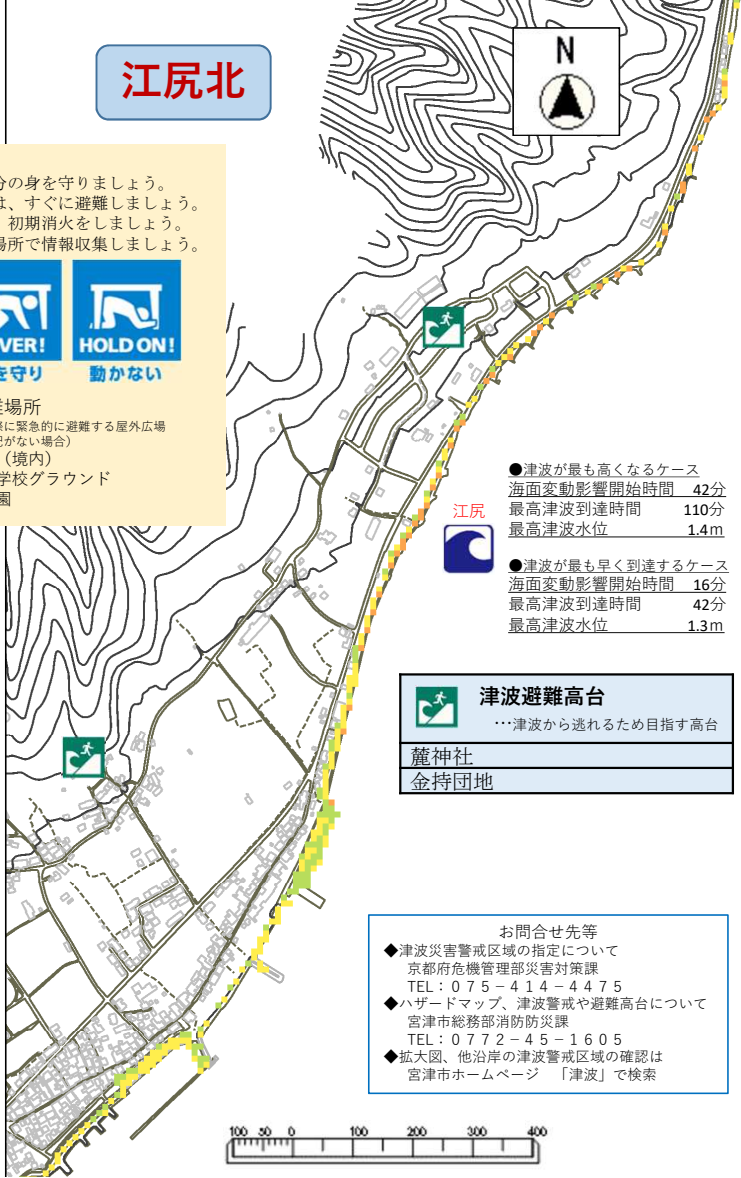 江尻北
N
分の身を守りましょう。
は、すぐに避難しましょう。
初期消火をしましょう。
場所で情報収集しましょう。
VER!
HOLD ON!
を守り
動かない
場所
に緊急的に避難する屋外広場
がない場合）
（境内）
学校グラウンド
園
江尻
●津波が最も高くなるケース
海面変動影響開始時間 42分
最高津波到達時間 110分
最高津波水位 1.4m
●津波が最も早く到達するケース
海面変動影響開始時間 16分
最高津波到達時間 42分
最高津波水位 1.3m
津波避難高台
…津波から逃れるため目指す高台
麓神社
金持団地
お問合せ先等
◆津波災害警戒区域の指定について
京都府危機管理部災害対策課
TEL：０７５－４１４－４４７５
◆ハザードマップ、津波警戒や避難高台について
宮津市総務部消防防災課
TEL：０７７２－４５－１６０５
◆拡大図、他沿岸の津波警戒区域の確認は
宮津市ホームページ 「津波」で検索
100 50 0 100 200 300 400